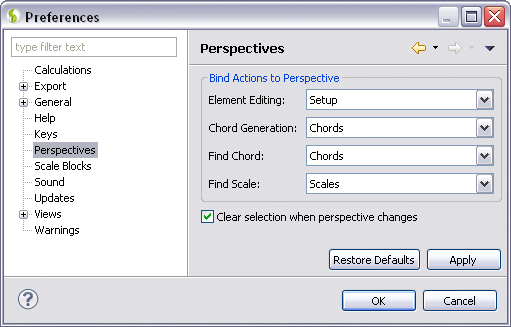 Preferences
type filter text
Calculations
Export
General
Help
Keys
Perspectives
Scale Blocks
Sound
Updates
Views
Warnings
Perspectives
Bind Actions to Perspective
Element Editing: Setup
Chord Generation: Chords
Find Chord: Chords
Find Scale: Scales
Clear selection when perspective changes
Restore Defaults Apply
? OK Cancel